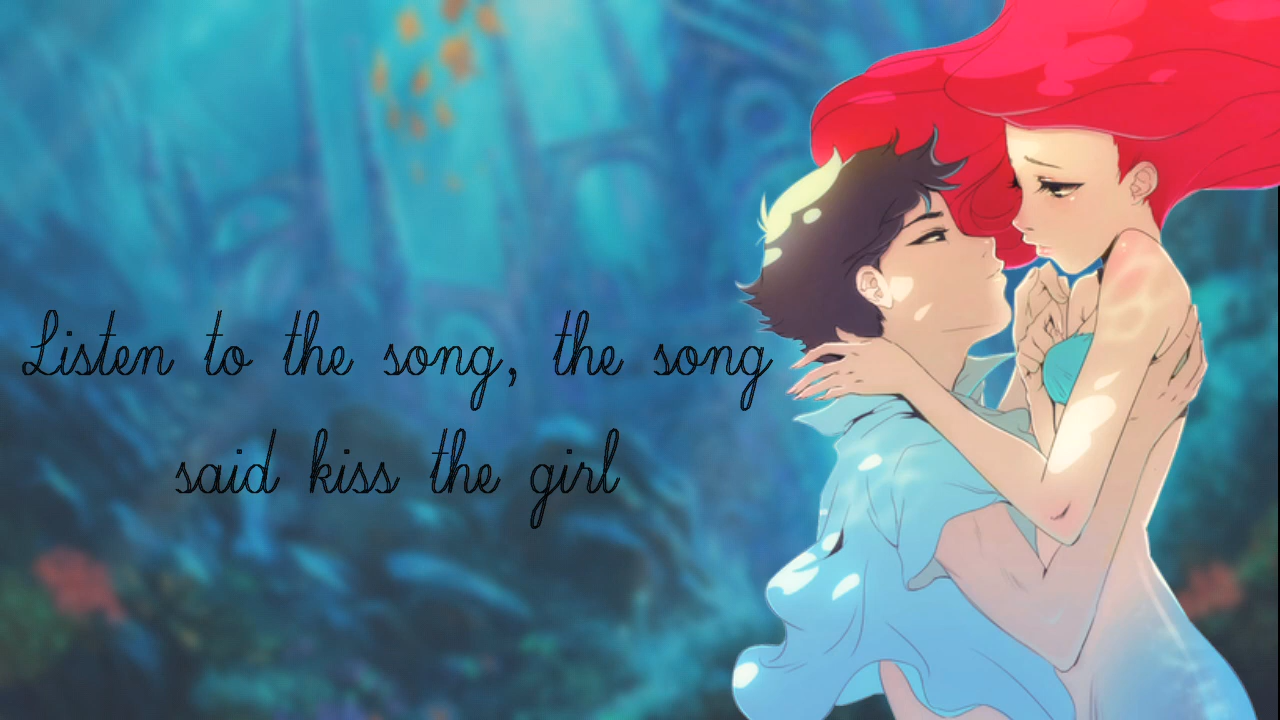 Listen to the song, the song
said kiss the girl